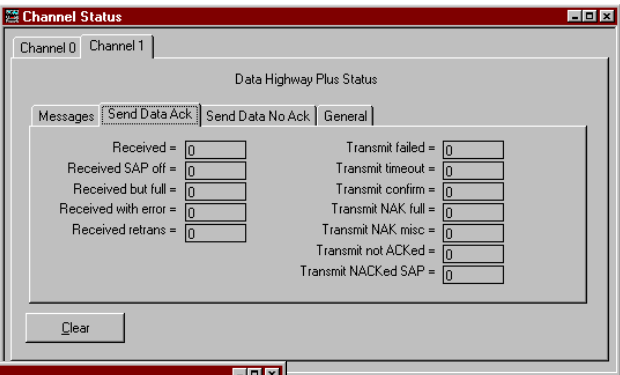 Channel Status
Channel 0 Channel 1
Data Highway Plus Status
Messages Send Data Ack Send Data No Ack General
Received = 0 Transmit failed = 0
Received SAP off = 0 Transmit timeout = 0
Received but full = 0 Transmit confirm = 0
Received with error = 0 Transmit NAK full = 0
Received retrans = 0 Transmit NAK misc = 0
Transmit not ACKed = 0
Transmit NACKed SAP = 0
Clear